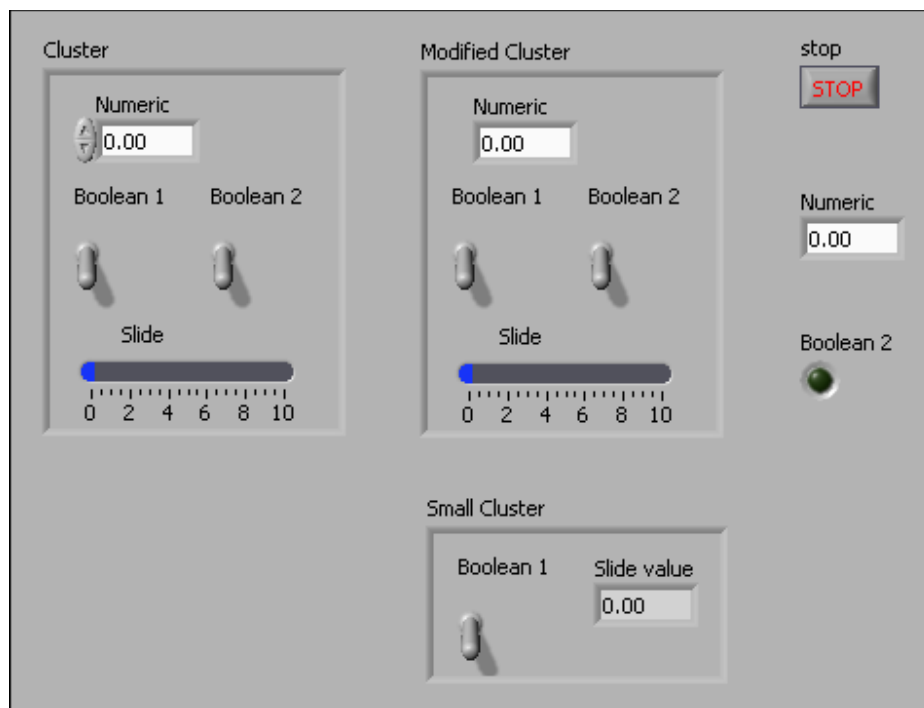 Cluster
Numeric
0.00
Boolean 1 Boolean 2
Slide
0 2 4 6 8 10
Modified Cluster
Numeric
0.00
Boolean 1 Boolean 2
Slide
0 2 4 6 8 10
stop
STOP
Numeric
0.00
Boolean 2
Small Cluster
Boolean 1 Slide value
0.00